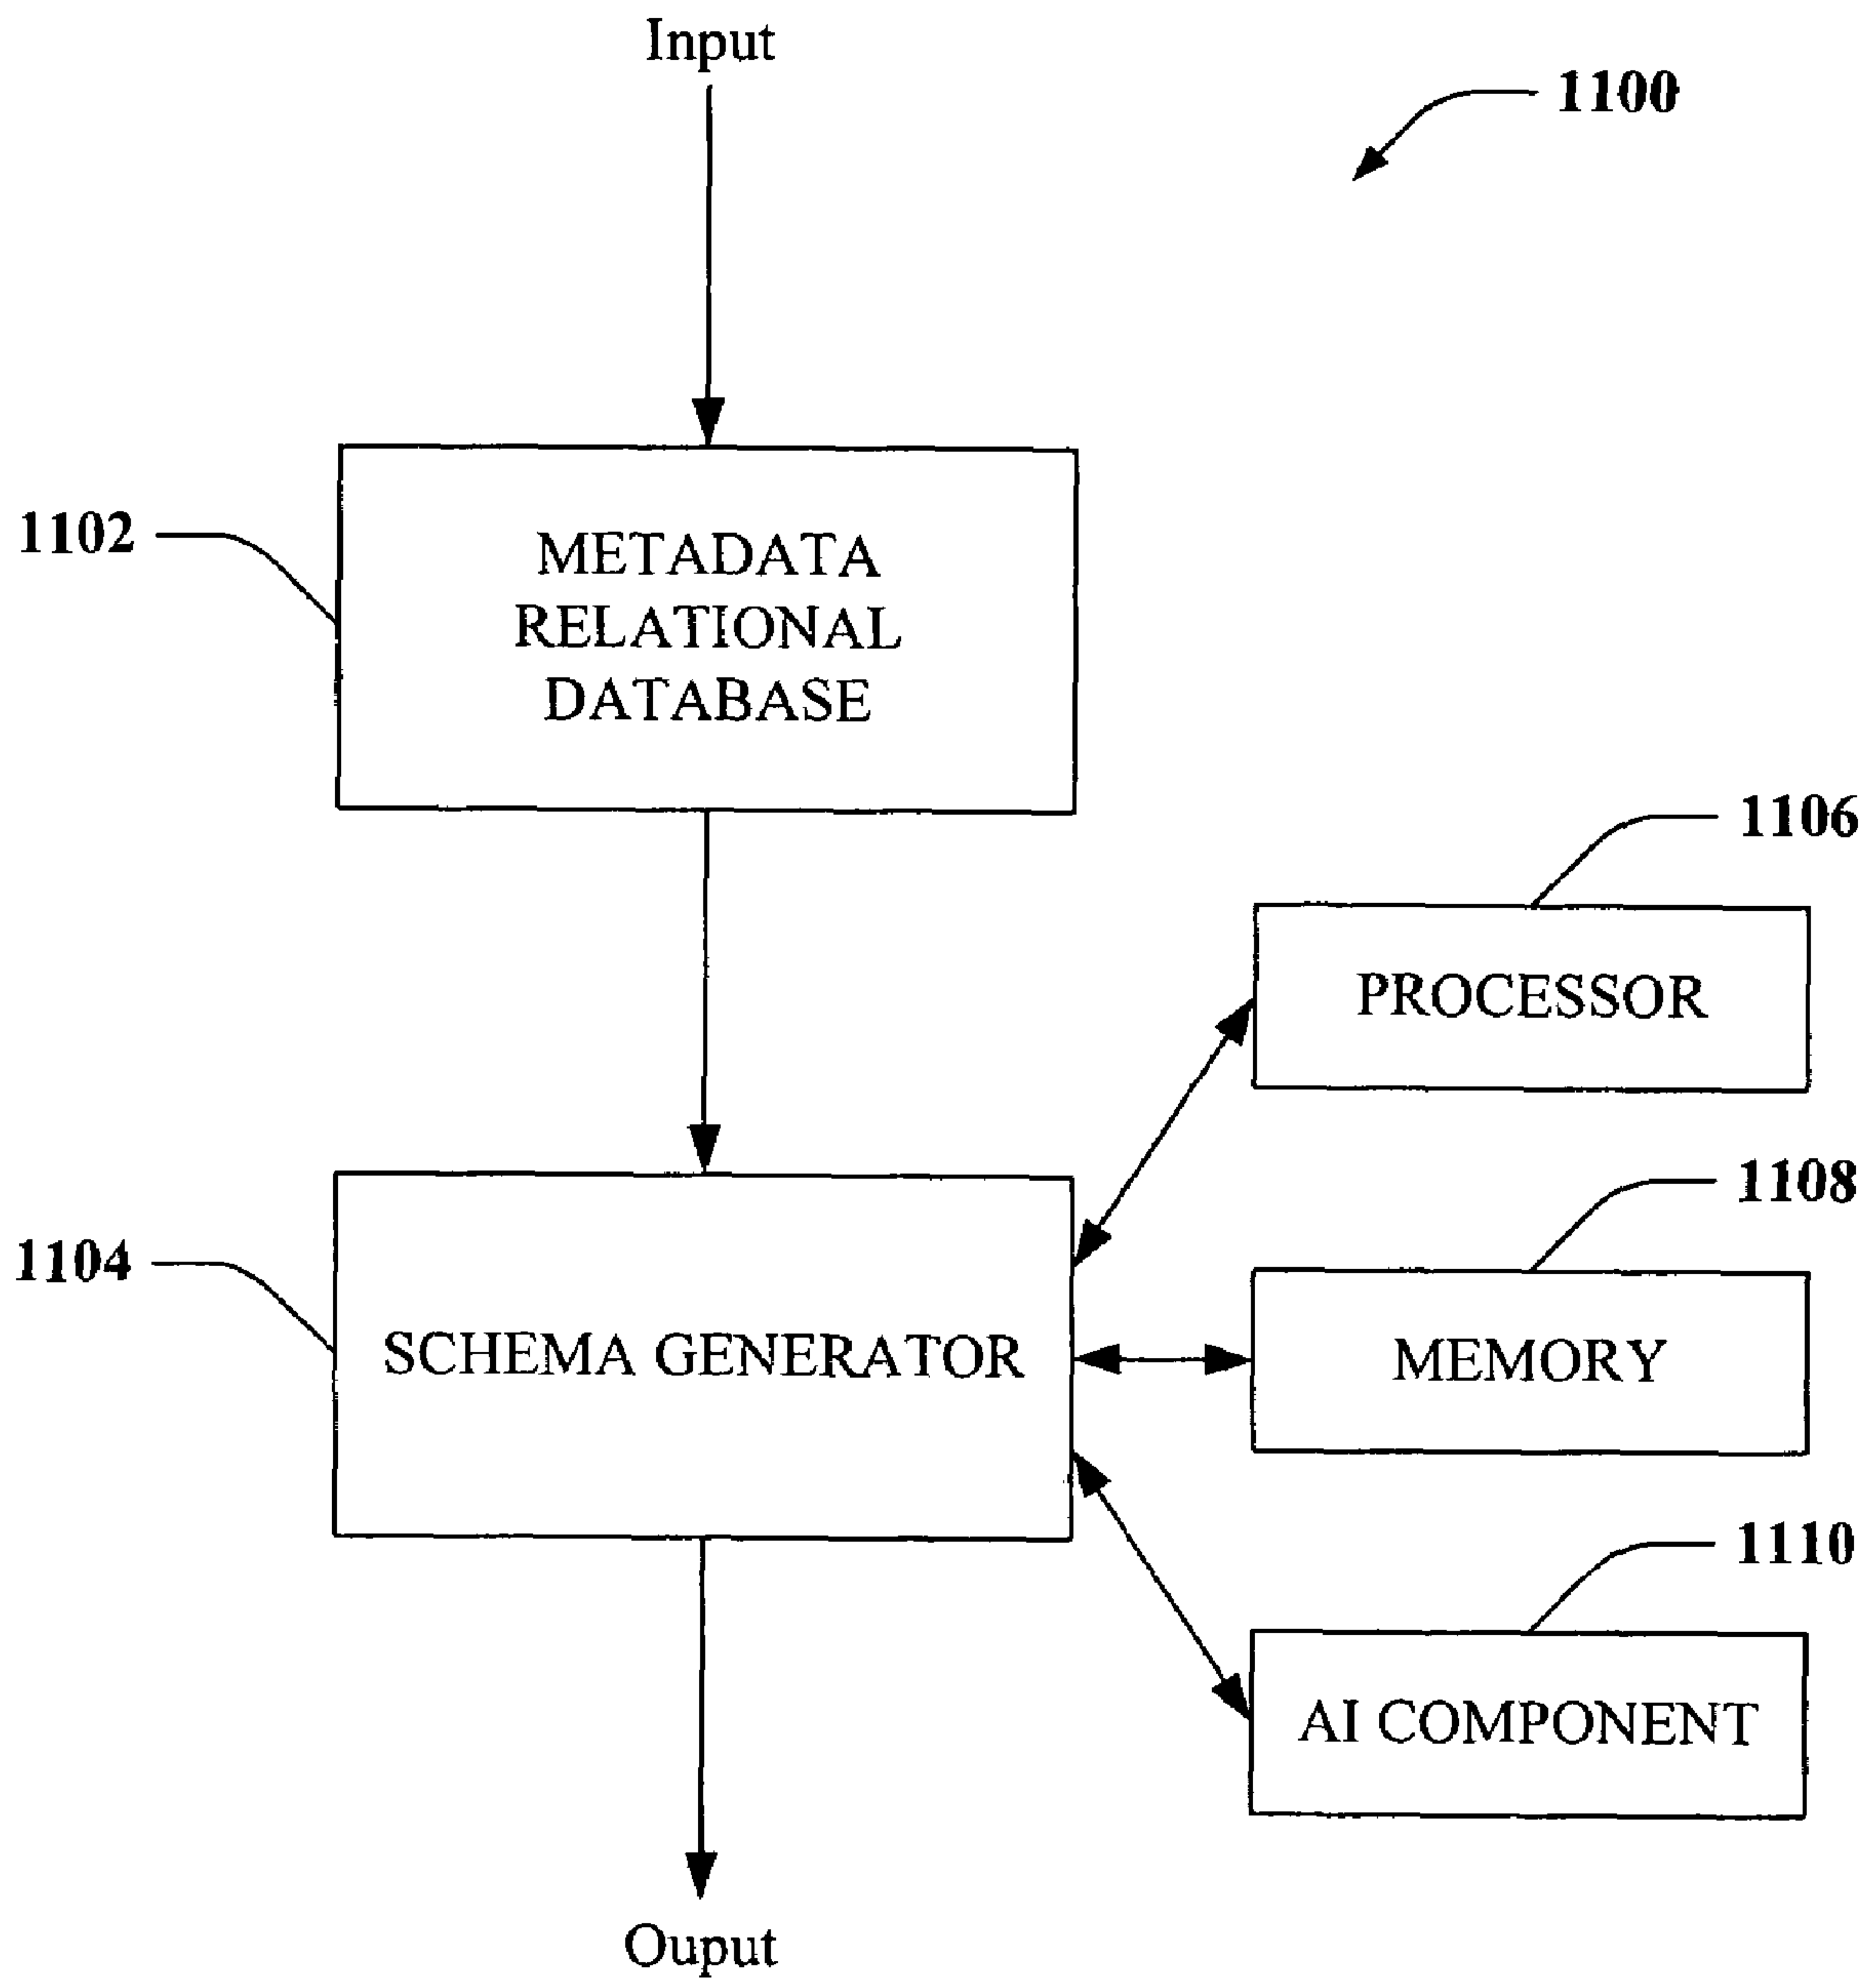 Input
1100
1102
METADATA
RELATIONAL
DATABASE
1106
PROCESSOR
1104
SCHEMA GENERATOR
1108
MEMORY
1110
AI COMPONENT
Ouput